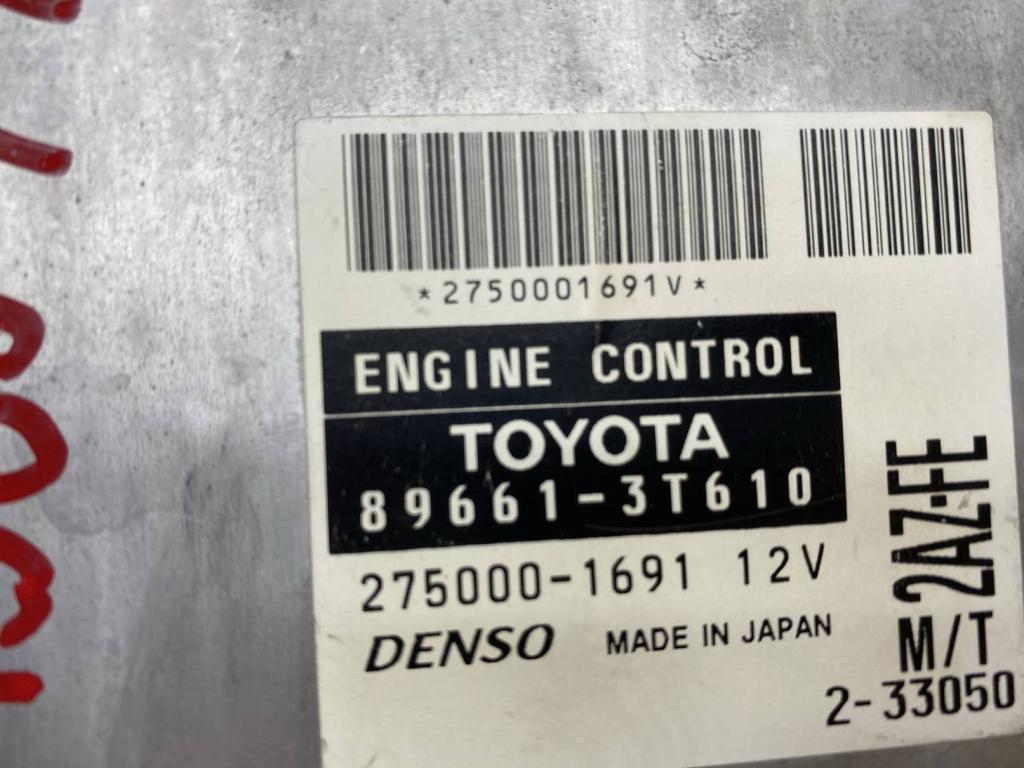 *2750001691V*
ENGINE CONTROL
TOYOTA
89661-3T610
275000-1691 12V
DENSO MADE IN JAPAN
2AZ-FE
M/T
2-33050